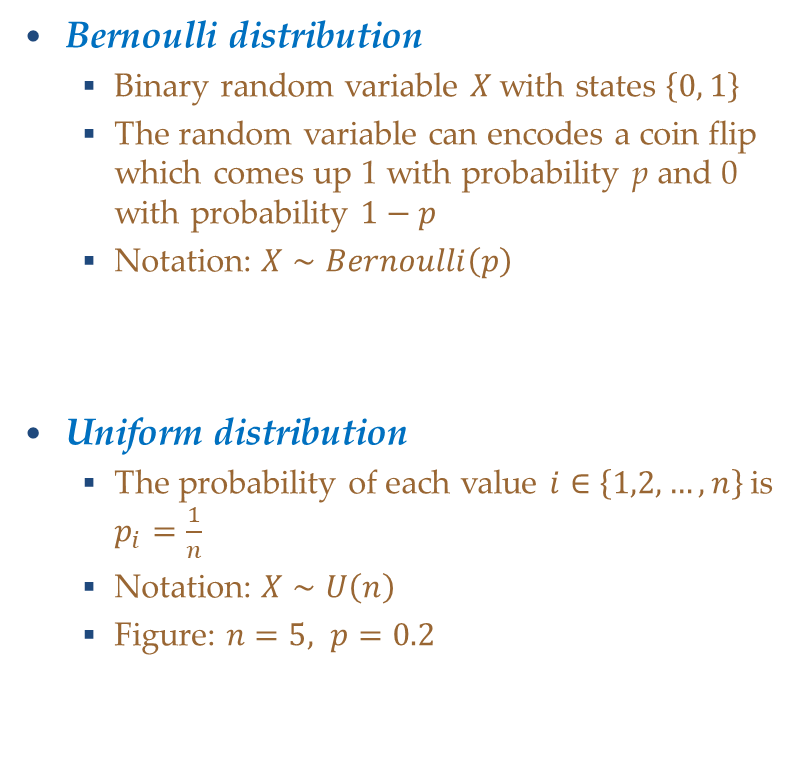 • Bernoulli distribution
▪ Binary random variable X with states {0, 1}
▪ The random variable can encodes a coin flip
which comes up 1 with probability p and 0
with probability 1 − p
▪ Notation: X ~ Bernoulli(p)
• Uniform distribution
▪ The probability of each value i ∈ {1,2, … , n} is
pᵢ = 1/n
▪ Notation: X ~ U(n)
▪ Figure: n = 5, p = 0.2